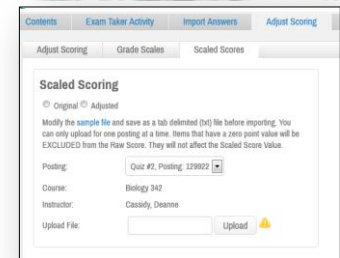 Contents Exam Taker Activity Import Answers Adjust Scoring
Adjust Scoring Grade Scales Scaled Scores
Scaled Scoring
Original Adjusted
Modify the sample file and save as a tab delimited (txt) file before importing. You
can only upload for one posting at a time. Items that have a zero point value will be
EXCLUDED from the Raw Score. They will not affect the Scaled Score Value.
Posting: Quiz #2, Posting: 129922
Course: Biology 342
Instructor: Cassidy, Deanne
Upload File: Upload